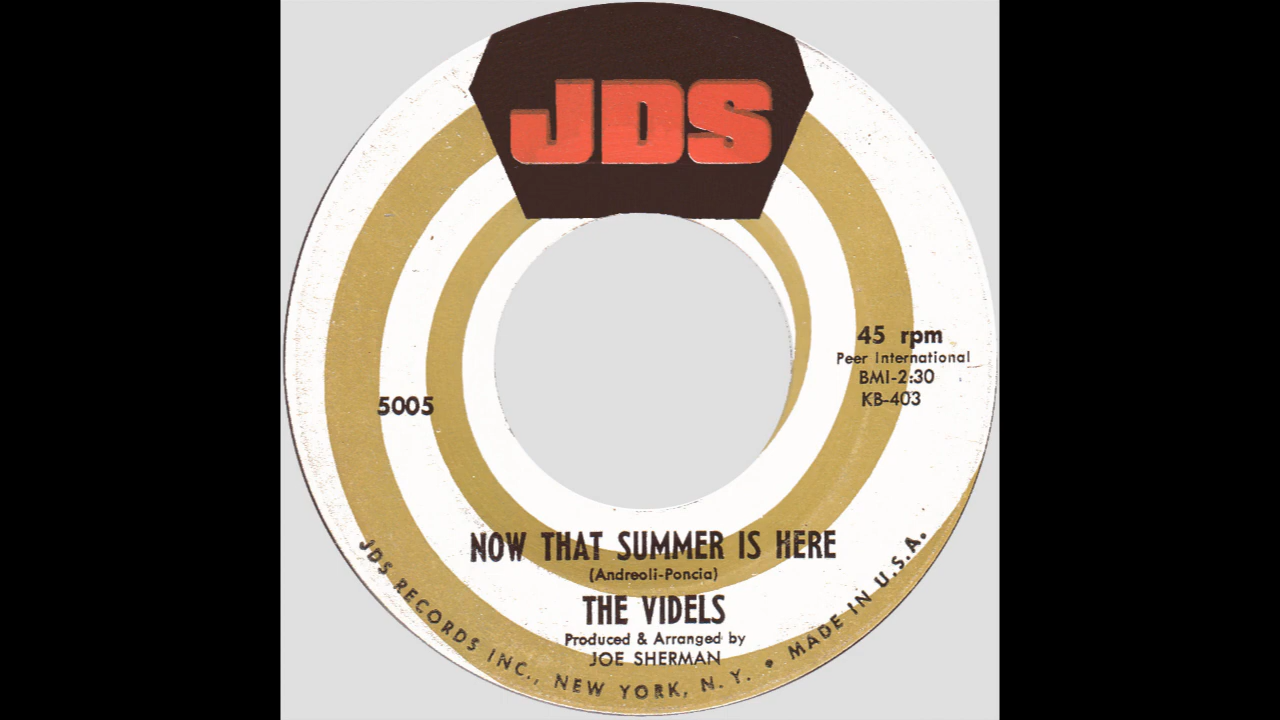 JDS
45 rpm
Peer International
BMI-2:30
KB-403
5005
NOW THAT SUMMER IS HERE
(Andreoli-Poncia)
THE VIDELS
Produced & Arranged by
JOE SHERMAN
JDS RECORDS INC., NEW YORK, N. Y. • MADE IN U.S.A.